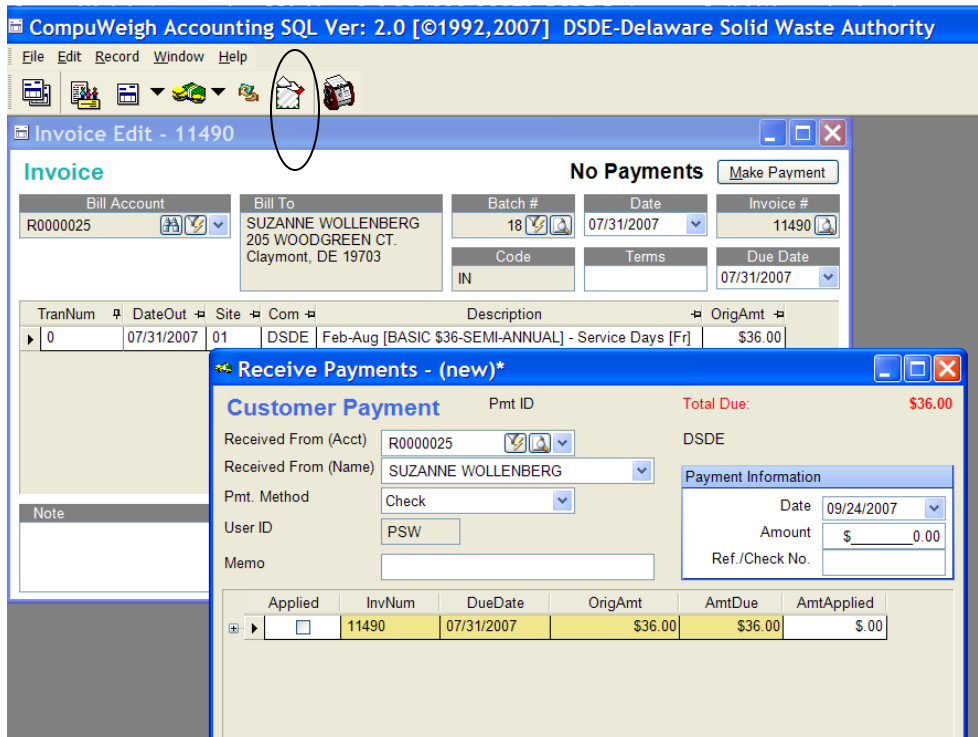 CompuWeigh Accounting SQL Ver: 2.0 [©1992,2007] DSDE-Delaware Solid Waste Authority
File Edit Record Window Help
Invoice Edit - 11490
Invoice No Payments Make Payment
Bill Account Bill To Batch # Date Invoice #
R0000025 SUZANNE WOLLENBERG 18 07/31/2007 11490
205 WOODGREEN CT.
Claymont, DE 19703 Code Terms Due Date
IN 07/31/2007
TranNum DateOut Site Com Description OrigAmt
0 07/31/2007 01 DSDE Feb-Aug [BASIC $36-SEMI-ANNUAL] - Service Days [Fr] $36.00
Note
Receive Payments - (new)*
Customer Payment Pmt ID Total Due: $36.00
Received From (Acct) R0000025 DSDE
Received From (Name) SUZANNE WOLLENBERG
Payment Information
Pmt. Method Check Date 09/24/2007
User ID PSW Amount $______0.00
Memo Ref./Check No.
Applied InvNum DueDate OrigAmt AmtDue AmtApplied
11490 07/31/2007 $36.00 $36.00 $.00